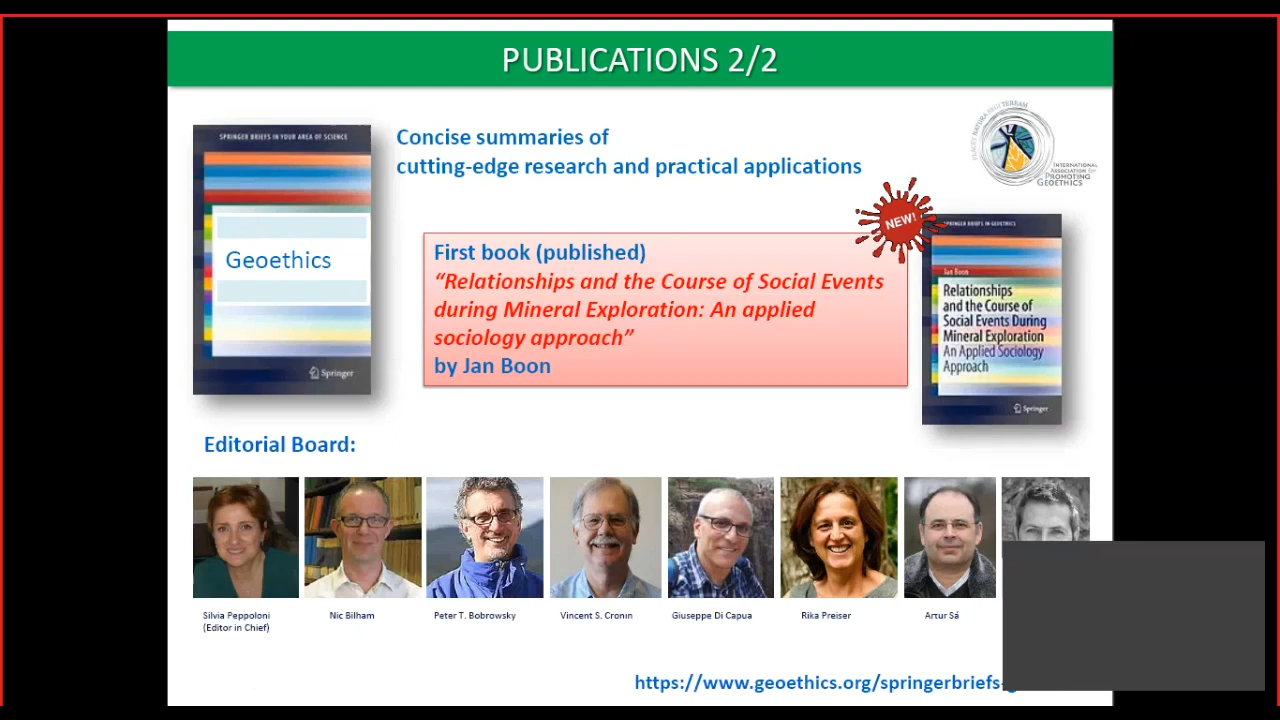 PUBLICATIONS 2/2
SPRINGER BRIEFS IN YOUR AREA OF SCIENCE
Geoethics
Springer
Concise summaries of
cutting-edge research and practical applications
INTERNATIONAL
ASSOCIATION FOR
PROMOTING
GEOETHICS
NEW!
First book (published)
“Relationships and the Course of Social Events
during Mineral Exploration: An applied
sociology approach”
by Jan Boon
SPRINGER BRIEFS IN GEOETHICS
Jan Boon
Relationships
and the Course of
Social Events During
Mineral Exploration
An Applied Sociology
Approach
Springer
Editorial Board:
Silvia Peppoloni
(Editor in Chief)
Nic Bilham
Peter T. Bobrowsky
Vincent S. Cronin
Giuseppe Di Capua
Rika Preiser
Artur Sá
https://www.geoethics.org/springerbriefs-